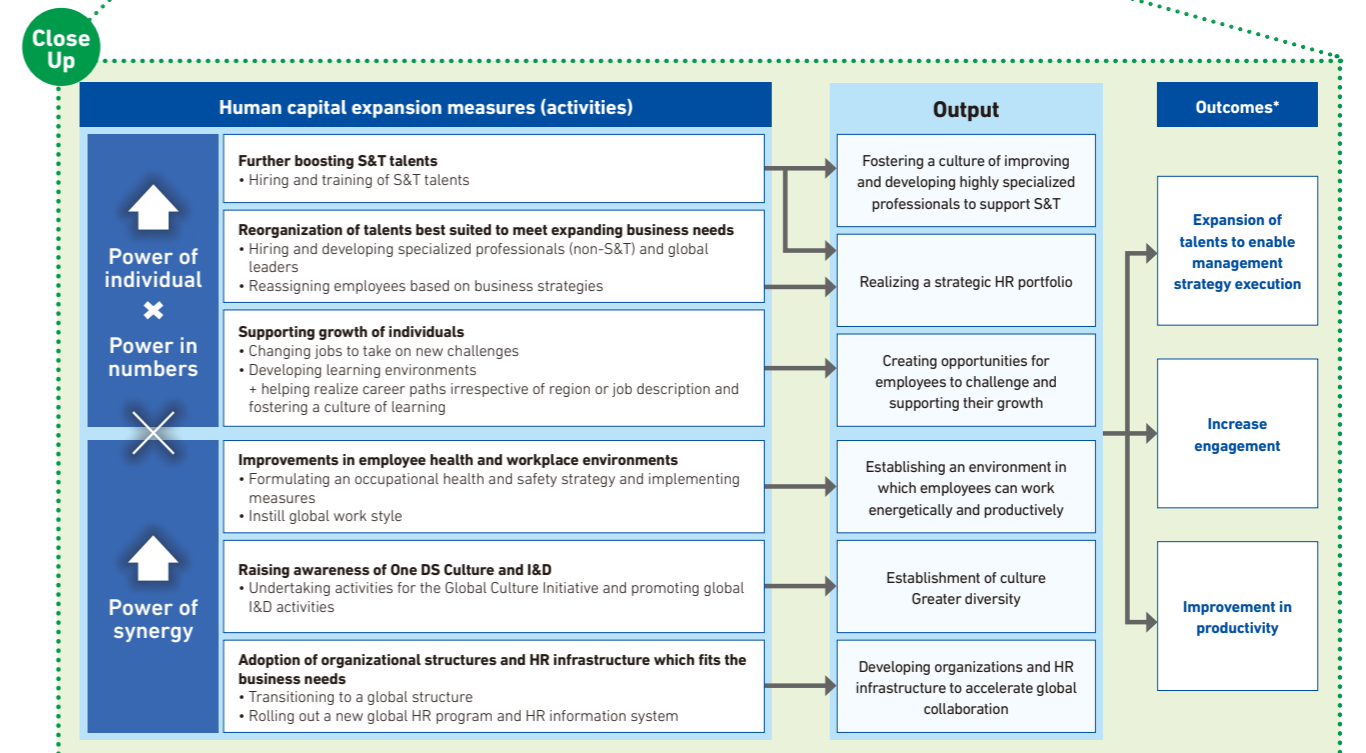 Close
Up
Human capital expansion measures (activities)
Output
Outcomes*
Power of
individual
×
Power in
numbers
×
Power of
synergy
Further boosting S&T talents
• Hiring and training of S&T talents
Reorganization of talents best suited to meet expanding business needs
• Hiring and developing specialized professionals (non-S&T) and global
leaders
• Reassigning employees based on business strategies
Supporting growth of individuals
• Changing jobs to take on new challenges
• Developing learning environments
+ helping realize career paths irrespective of region or job description and
fostering a culture of learning
Improvements in employee health and workplace environments
• Formulating an occupational health and safety strategy and implementing
measures
• Instill global work style
Raising awareness of One DS Culture and I&D
• Undertaking activities for the Global Culture Initiative and promoting global
I&D activities
Adoption of organizational structures and HR infrastructure which fits the
business needs
• Transitioning to a global structure
• Rolling out a new global HR program and HR information system
Fostering a culture of improving
and developing highly specialized
professionals to support S&T
Realizing a strategic HR portfolio
Creating opportunities for
employees to challenge and
supporting their growth
Establishing an environment in
which employees can work
energetically and productively
Establishment of culture
Greater diversity
Developing organizations and HR
infrastructure to accelerate global
collaboration
Expansion of
talents to enable
management
strategy execution
Increase
engagement
Improvement in
productivity